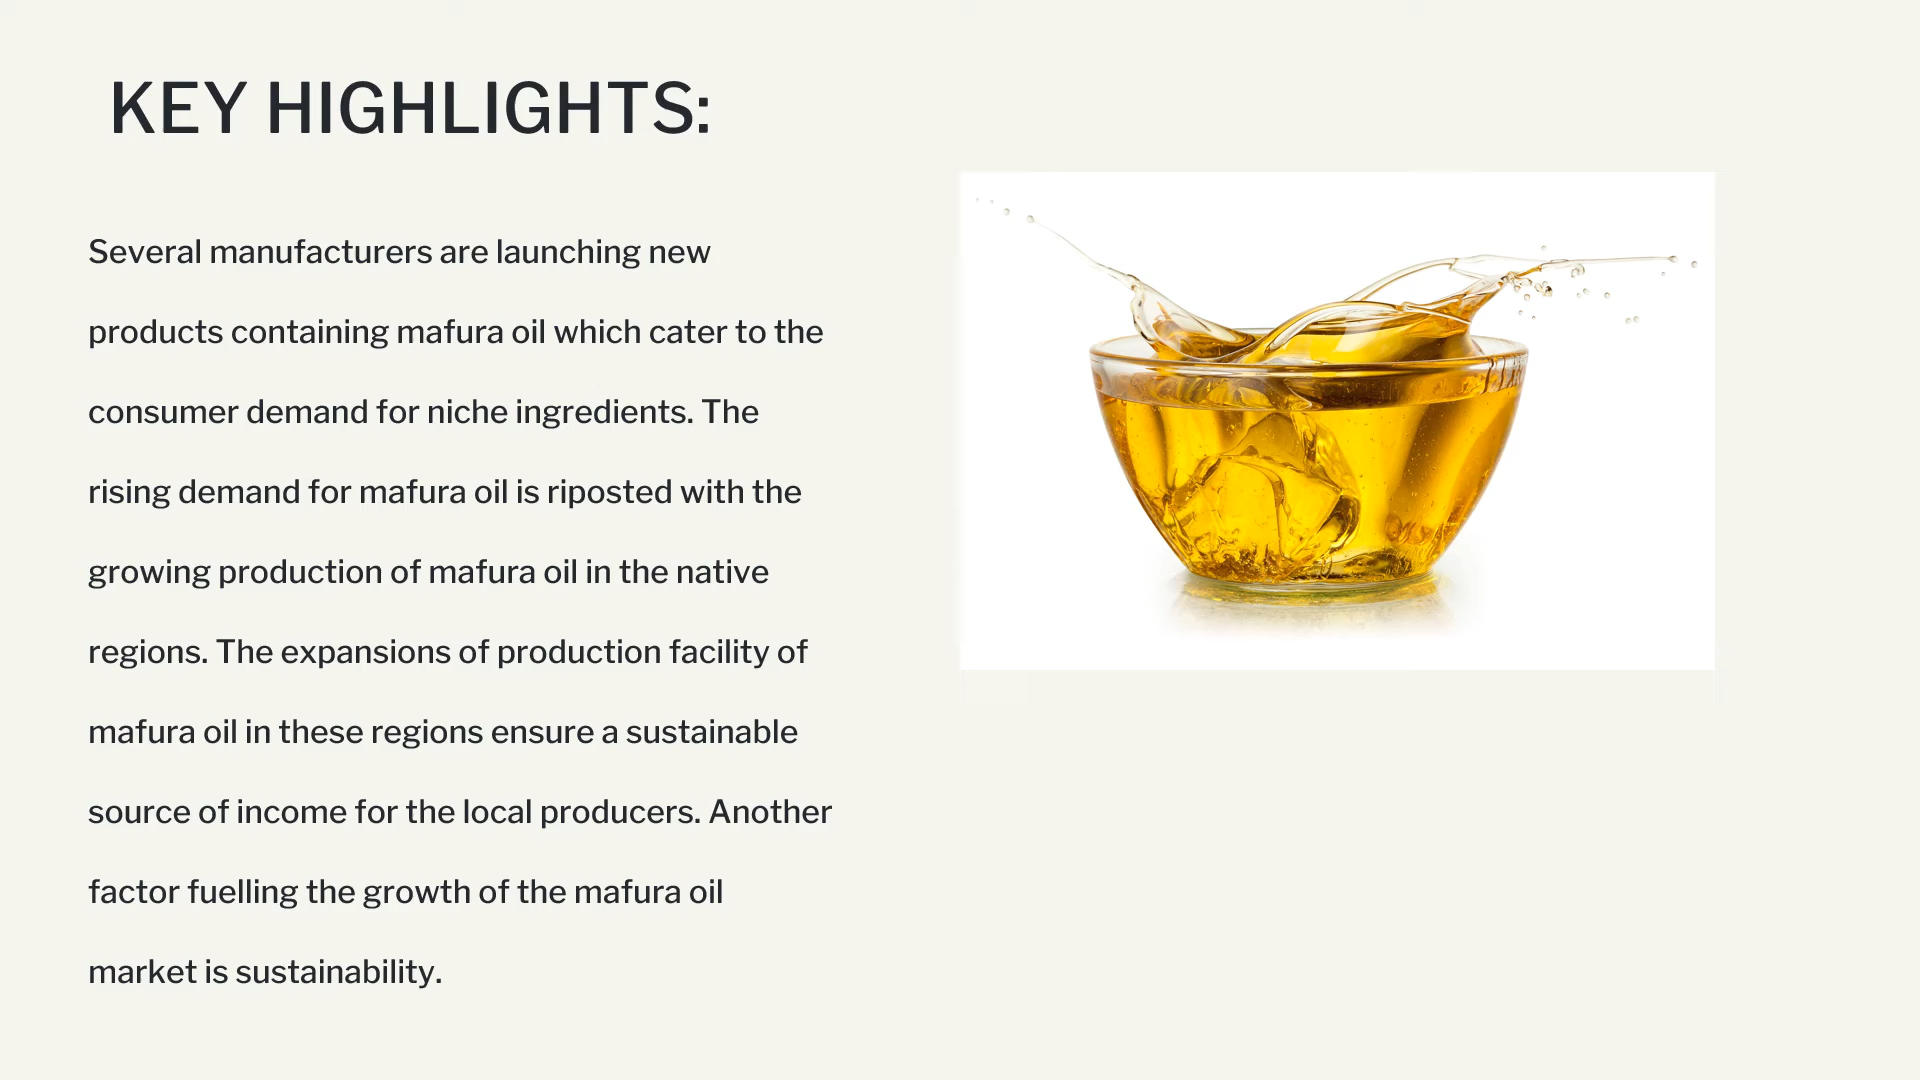 KEY HIGHLIGHTS:
Several manufacturers are launching new
products containing mafura oil which cater to the
consumer demand for niche ingredients. The
rising demand for mafura oil is riposted with the
growing production of mafura oil in the native
regions. The expansions of production facility of
mafura oil in these regions ensure a sustainable
source of income for the local producers. Another
factor fuelling the growth of the mafura oil
market is sustainability.